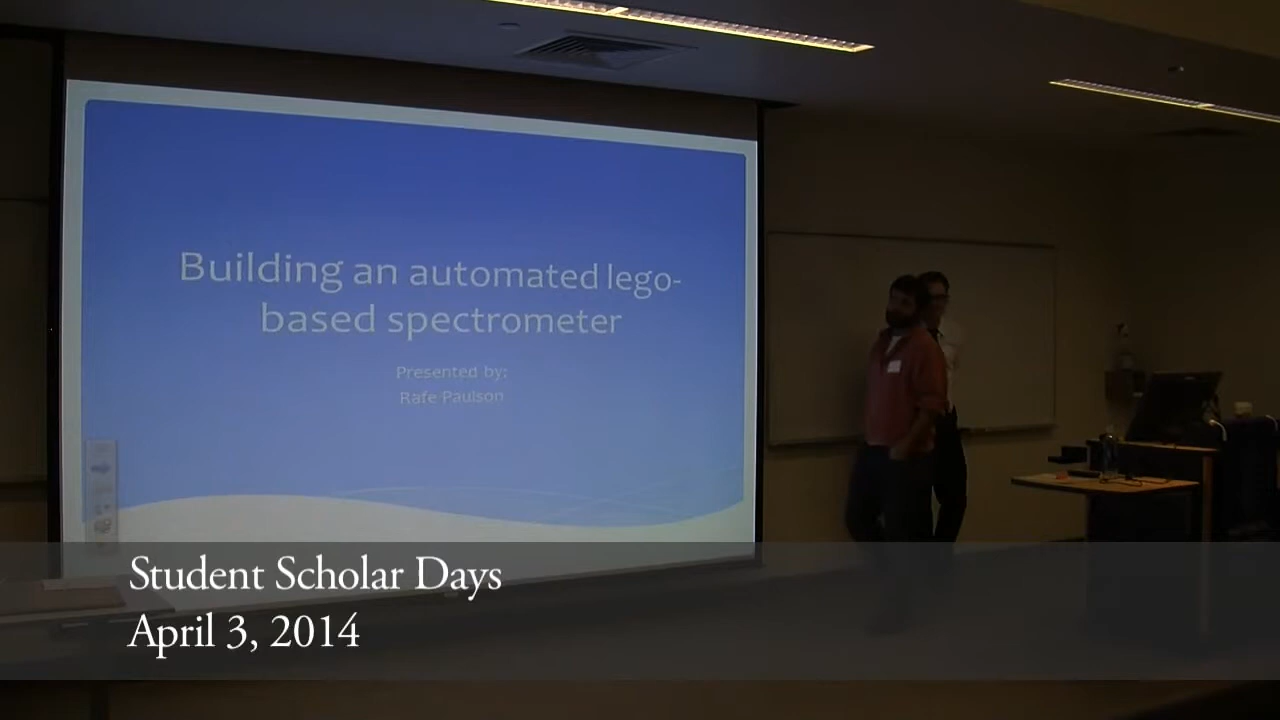 Building an automated lego-
based spectrometer
Presented by:
Rafe Paulson
Student Scholar Days
April 3, 2014